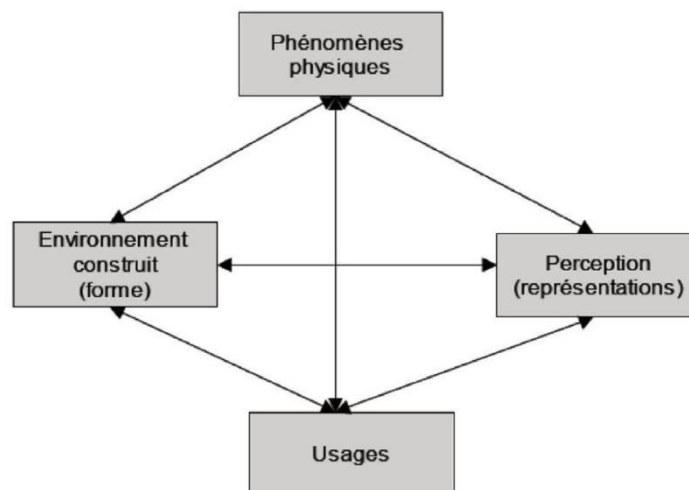 Phénomènes
physiques
Environnement
construit
(forme)
Perception
(représentations)
Usages